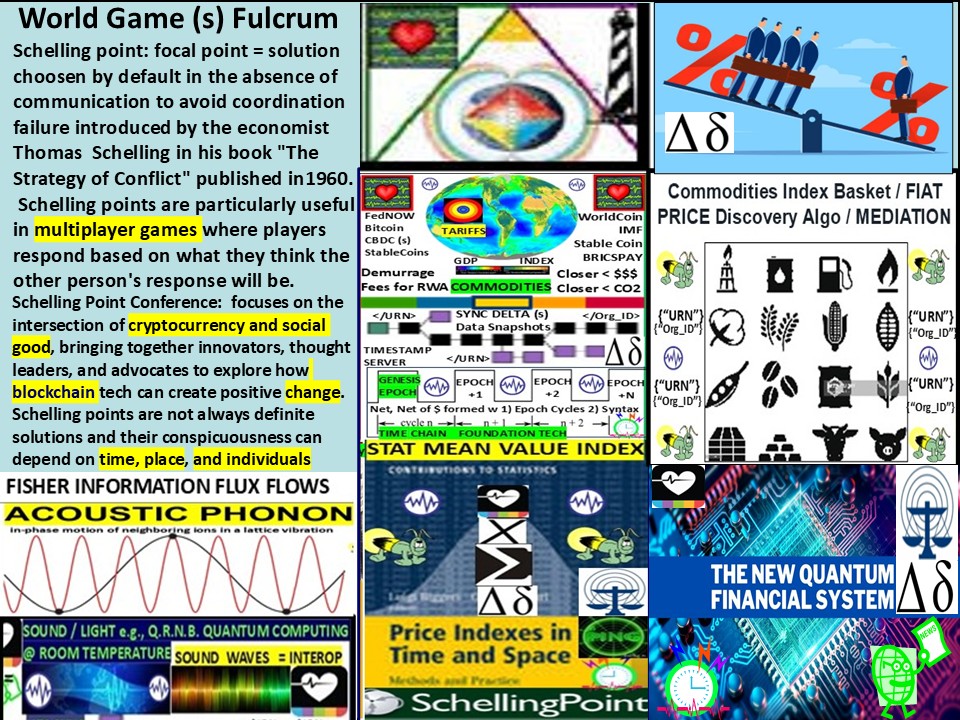 World Game (s) Fulcrum
Schelling point: focal point = solution
choosen by default in the absence of
communication to avoid coordination
failure introduced by the economist
Thomas Schelling in his book "The
Strategy of Conflict" published in1960.
Schelling points are particularly useful
in multiplayer games where players
respond based on what they think the
other person's response will be.
Schelling Point Conference: focuses on the
intersection of cryptocurrency and social
good, bringing together innovators, thought
leaders, and advocates to explore how
blockchain tech can create positive change.
Schelling points are not always definite
solutions and their conspicuousness can
depend on time, place, and individuals
FISHER INFORMATION FLUX FLOWS
ACOUSTIC PHONON
in-phase motion of neighboring ions in a lattice vibration
SOUND / LIGHT e.g., Q.R.N.B. QUANTUM COMPUTING
@ ROOM TEMPERATURE
SOUND WAVES = INTEROP
FedNOW
Bitcoin
CBDC (s)
StableCoins
TARIFFS
WorldCoin
IMF
Stable Coin
BRICSPAY
GDP INDEX
Demurrage
Closer < $$$
Fees for RWA COMMODITIES Closer < CO2
</URN> SYNC DELTA (s) </Org_ID>
Data Snapshots
TIMESTAMP
SERVER
</URN>
Δδ
GENESIS
EPOCH
EPOCH
+1
EPOCH
+2
EPOCH
+N
Net, Net of $ formed w 1) Epoch Cycles 2) Syntax
cycle n n + 1 n + 2
TIME CHAIN FOUNDATION TECH
STAT MEAN VALUE INDEX
CONTRIBUTIONS TO STATISTICS
X
Σ
Δδ
Price Indexes in
Time and Space
Methods and Practice
SchellingPoint
%
%
Δδ
Commodities Index Basket / FIAT
PRICE Discovery Algo / MEDIATION
{"URN"}
{"Org_ID"}
{"URN"}
{"Org_ID"}
{"URN"}
{"Org_ID"}
{"URN"}
{"Org_ID"}
THE NEW QUANTUM
FINANCIAL SYSTEM
Δδ
NEWS